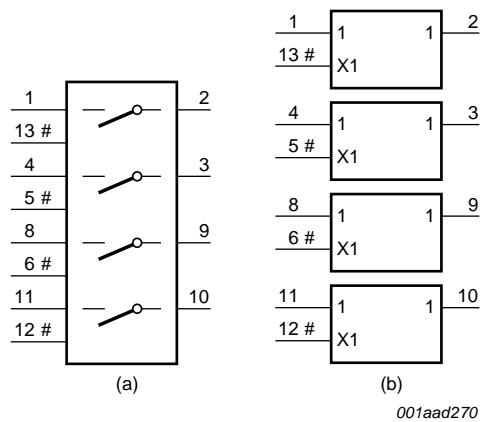 1 2
13 #
4 3
5 #
8 9
6 #
11 10
12 #
(a)
1 1 1 2
13 # X1
4 1 1 3
5 # X1
8 1 1 9
6 # X1
11 1 1 10
12 # X1
(b)
001aad270